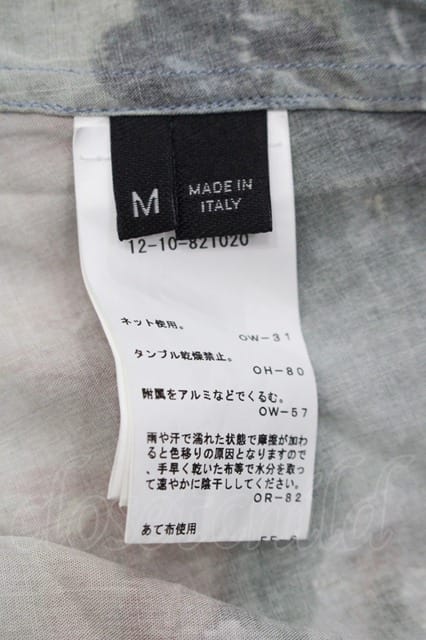 M
MADE IN
ITALY
12-10-821020
ネット使用。
OW-31
タンブル乾燥禁止。
OH-80
附属をアルミなどでくるむ。
OW-57
雨や汗で濡れた状態で摩擦が加わ
ると色移りの原因となりますので
、手早く乾いた布等で水分を取っ
て速やかに陰干ししてください。
OR-82
あて布使用
closetchild